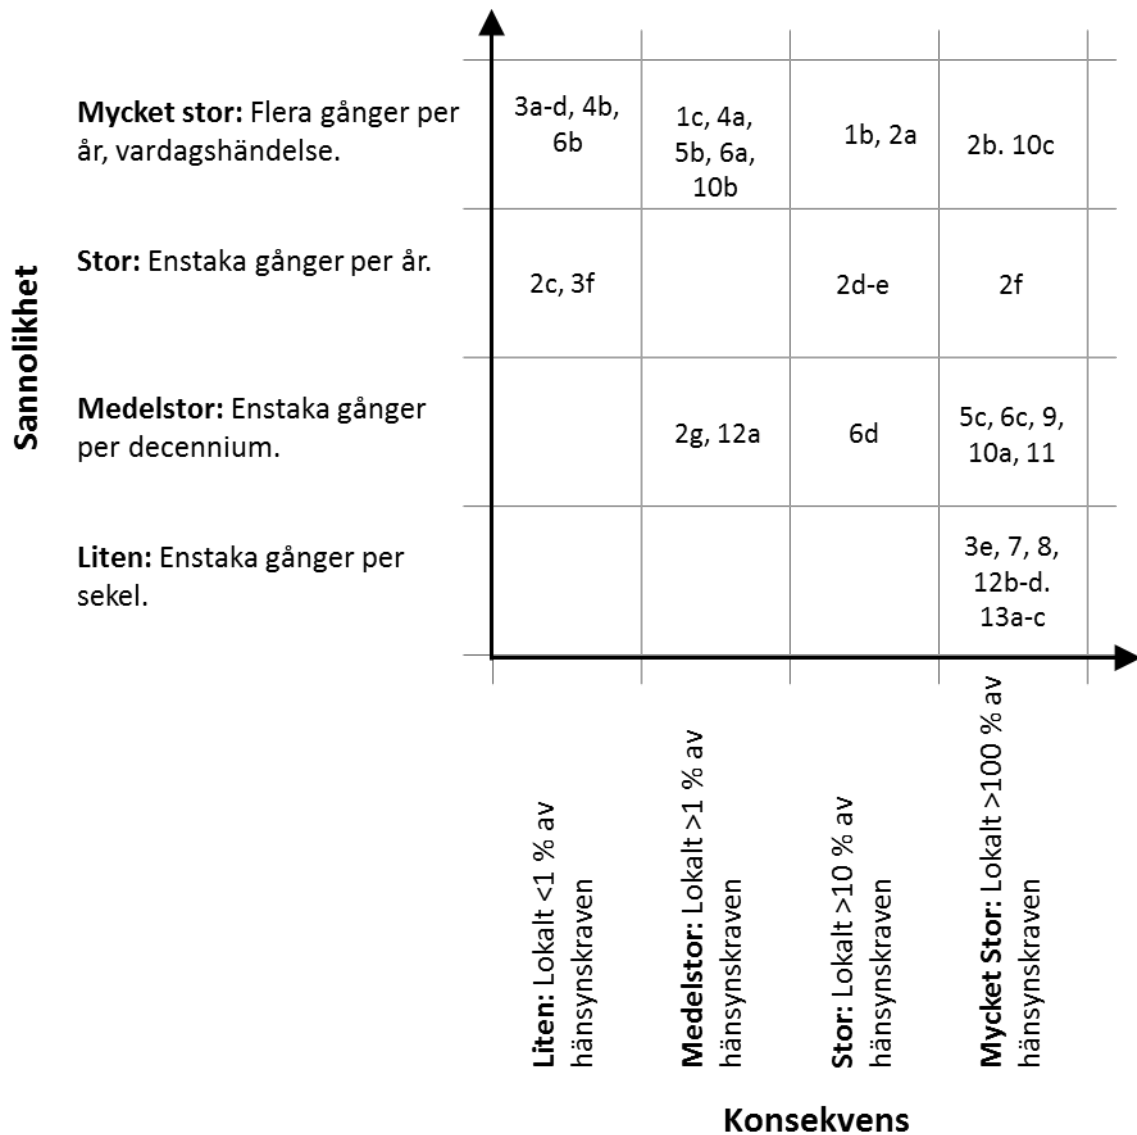 Sannolikhet
Mycket stor: Flera gånger per
år, vardagshändelse.
3a-d, 4b,
6b
1c, 4a,
5b, 6a,
10b
1b, 2a
2b. 10c
Stor: Enstaka gånger per år.
2c, 3f
2d-e
2f
Medelstor: Enstaka gånger
per decennium.
2g, 12a
6d
5c, 6c, 9,
10a, 11
Liten: Enstaka gånger per
sekel.
3e, 7, 8,
12b-d.
13a-c
Liten: Lokalt <1 % av
hänsynskraven
Medelstor: Lokalt >1 % av
hänsynskraven
Stor: Lokalt >10 % av
hänsynskraven
Mycket Stor: Lokalt >100 % av
hänsynskraven
Konsekvens